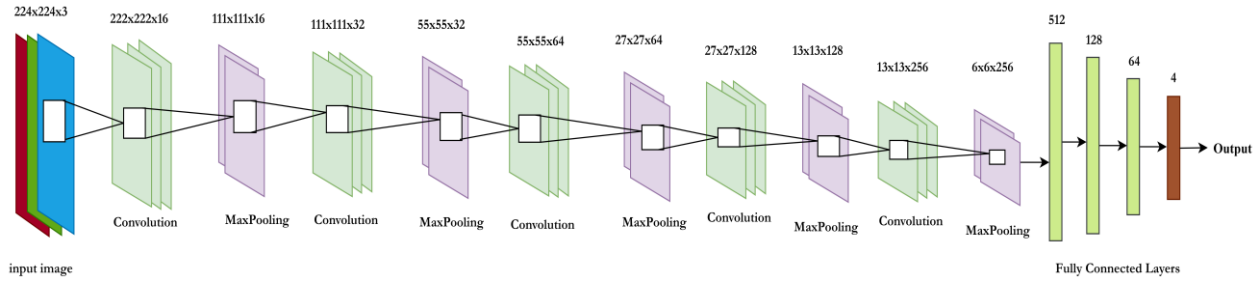 224x224x3
222x222x16
111x111x16
111x111x32
55x55x32
55x55x64
27x27x64
27x27x128
13x13x128
13x13x256
6x6x256
512
128
64
4
Output
Convolution
MaxPooling
Convolution
MaxPooling
Convolution
MaxPooling
Convolution
MaxPooling
Convolution
MaxPooling
input image
Fully Connected Layers